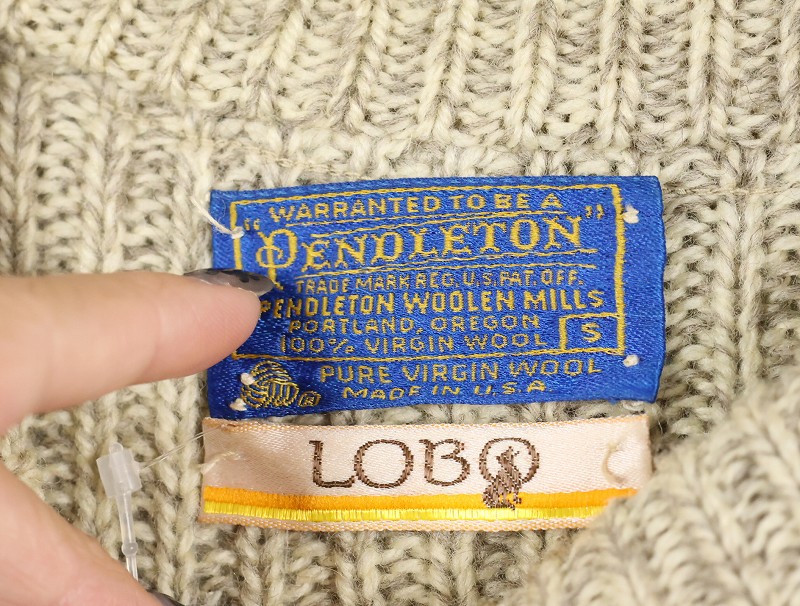 WARRANTED TO BE A
"PENDLETON"
TRADE MARK REG. U.S. PAT. OFF.
PENDLETON WOOLEN MILLS
PORTLAND, OREGON
100% VIRGIN WOOL
S
PURE VIRGIN WOOL
MADE IN U.S.A
LOBO